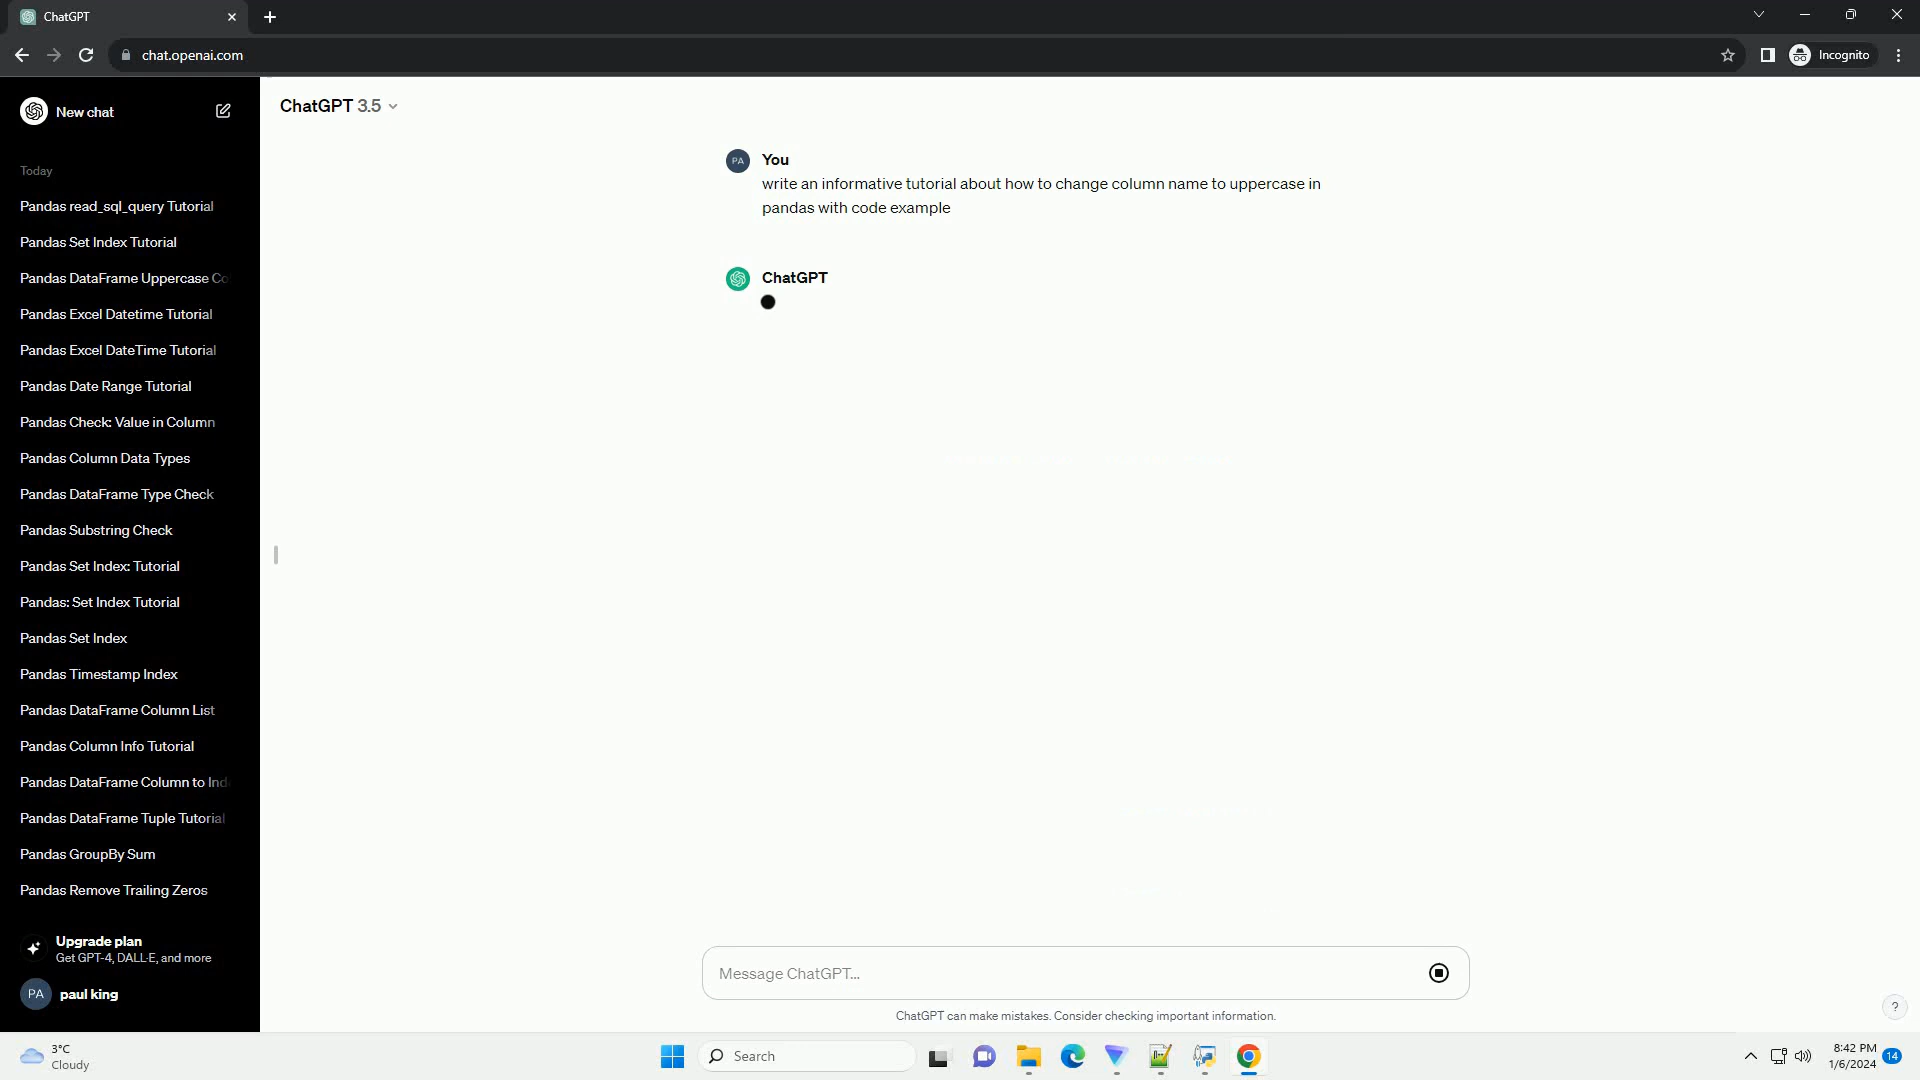 ChatGPT
chat.openai.com
Incognito
New chat
ChatGPT 3.5
Today
Pandas read_sql_query Tutorial
Pandas Set Index Tutorial
Pandas DataFrame Uppercase Co
Pandas Excel Datetime Tutorial
Pandas Excel DateTime Tutorial
Pandas Date Range Tutorial
Pandas Check: Value in Column
Pandas Column Data Types
Pandas DataFrame Type Check
Pandas Substring Check
Pandas Set Index: Tutorial
Pandas: Set Index Tutorial
Pandas Set Index
Pandas Timestamp Index
Pandas DataFrame Column List
Pandas Column Info Tutorial
Pandas DataFrame Column to Ind
Pandas DataFrame Tuple Tutorial
Pandas GroupBy Sum
Pandas Remove Trailing Zeros
Upgrade plan
Get GPT-4, DALL·E, and more
PA
paul king
PA
You
write an informative tutorial about how to change column name to uppercase in
pandas with code example
ChatGPT
Message ChatGPT...
ChatGPT can make mistakes. Consider checking important information.
?
3°C
Cloudy
Search
8:42 PM
1/6/2024
14